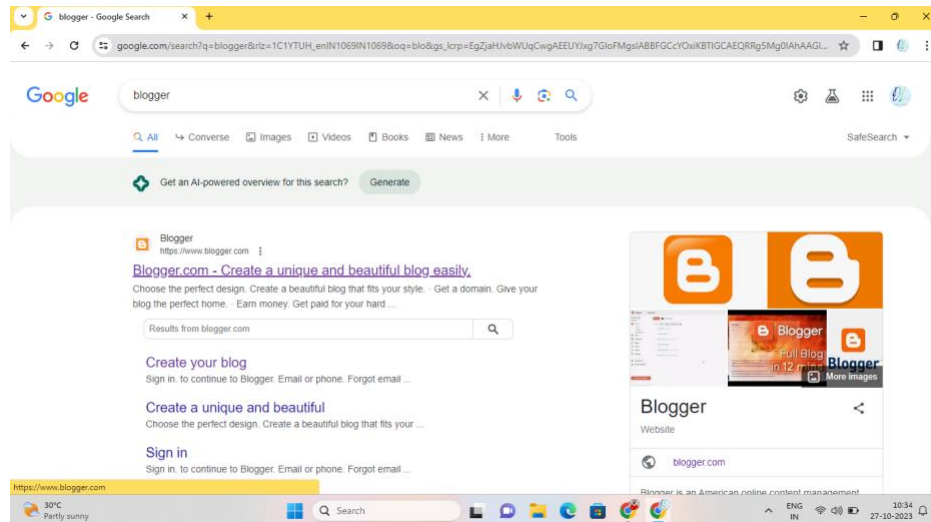 blogger - Google Search
google.com/search?q=blogger&rlz=1C1YTUH_enIN1069IN1069&oq=blo&gs_lcrp=
Google
blogger
All Converse Images Videos Books News More Tools
SafeSearch
Get an AI-powered overview for this search? Generate
Blogger
https://www.blogger.com
Blogger.com - Create a unique and beautiful blog easily.
Choose the perfect design. Create a beautiful blog that fits your style. · Get a domain. Give your
blog the perfect home. · Earn money. Get paid for your hard ...
Results from blogger.com
Create your blog
Sign in. to continue to Blogger. Email or phone. Forgot email ...
Create a unique and beautiful
Choose the perfect design. Create a beautiful blog that fits your ...
Sign in
Sign in. to continue to Blogger. Email or phone. Forgot email ...
Blogger
Full Blog
in 12
Blogger
More images
Blogger
Website
blogger.com
Blogger is an American online content management
https://www.blogger.com
30°C
Partly sunny
Search
ENG
IN
10:34
27-10-2023